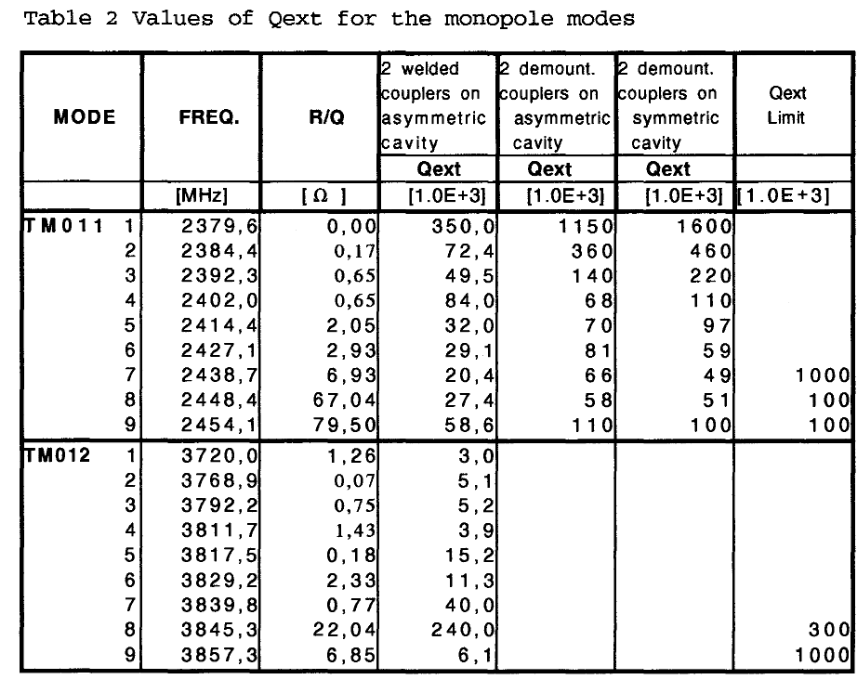 Table 2 Values of Qext for the monopole modes
MODE FREQ. R/Q 2 welded couplers on asymmetric cavity 2 demount. couplers on asymmetric cavity 2 demount. couplers on symmetric cavity Qext Limit
Qext Qext Qext
[MHz] [ Ω ] [1.0E+3] [1.0E+3] [1.0E+3] [1.0E+3]
TM011 1 2379,6 0,00 350,0 1150 1600
2 2384,4 0,17 72,4 360 460
3 2392,3 0,65 49,5 140 220
4 2402,0 0,65 84,0 68 110
5 2414,4 2,05 32,0 70 97
6 2427,1 2,93 29,1 81 59
7 2438,7 6,93 20,4 66 49 1000
8 2448,4 67,04 27,4 58 51 100
9 2454,1 79,50 58,6 110 100 100
TM012 1 3720,0 1,26 3,0
2 3768,9 0,07 5,1
3 3792,2 0,75 5,2
4 3811,7 1,43 3,9
5 3817,5 0,18 15,2
6 3829,2 2,33 11,3
7 3839,8 0,77 40,0
8 3845,3 22,04 240,0 300
9 3857,3 6,85 6,1 1000